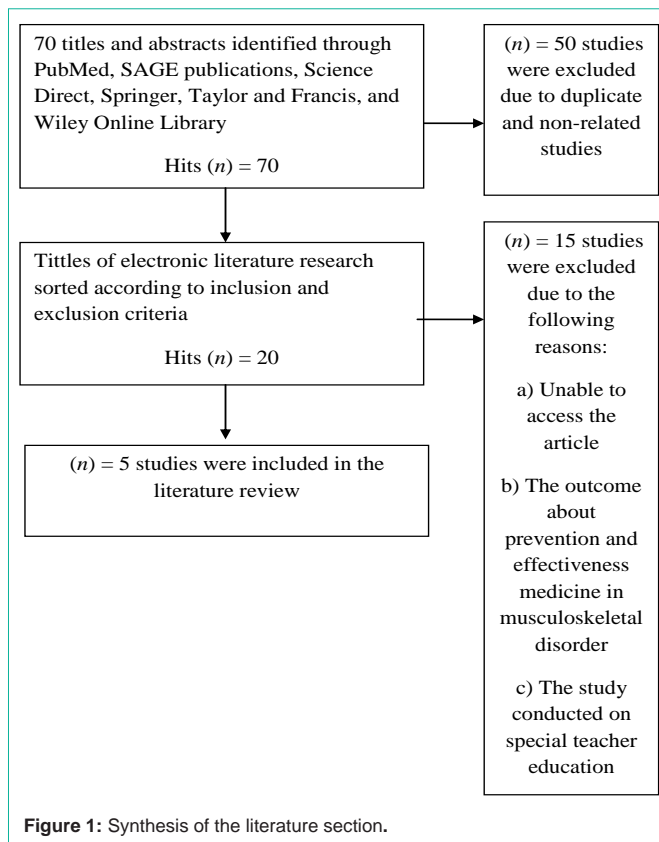 70 titles and abstracts identified through
PubMed, SAGE publications, Science
Direct, Springer, Taylor and Francis, and
Wiley Online Library
Hits (n) = 70
(n) = 50 studies
were excluded
due to duplicate
and non-related
studies
Tittles of electronic literature research
sorted according to inclusion and
exclusion criteria
Hits (n) = 20
(n) = 15 studies
were excluded
due to the
following
reasons:
a) Unable to
access the
article
b) The outcome
about
prevention and
effectiveness
medicine in
musculoskeletal
disorder
c) The study
conducted on
special teacher
education
(n) = 5 studies were included in the
literature review
Figure 1: Synthesis of the literature section.